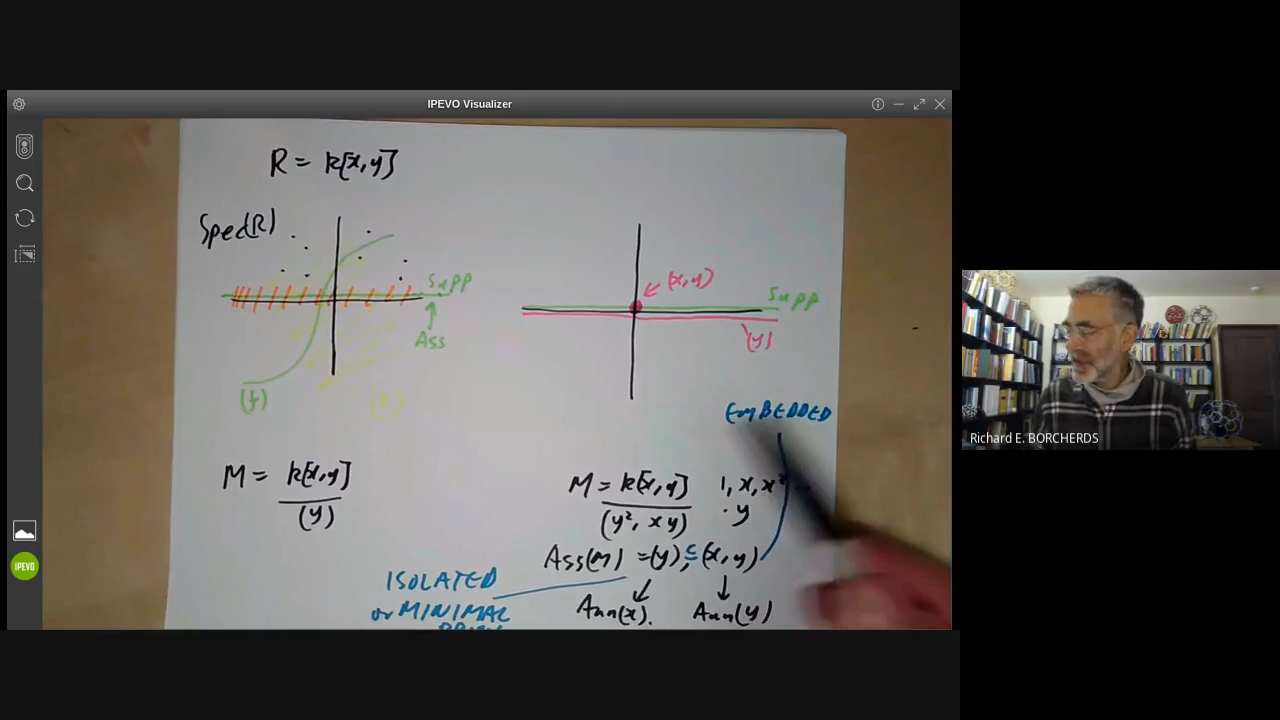 IPEVO Visualizer
R = k[x,y]
Spec(R)
Supp
Ass
(f)
(x,y)
Supp
(y)
EMBEDDED
M = k[x,y]
(y)
M = k[x,y]
(y², xy)
1, x, x²
· y
Ass(M) = (y), ⊆ (x,y)
ISOLATED
or MINIMAL
Ann(x).
Ann(y)
IPEVO
Richard E. BORCHERDS